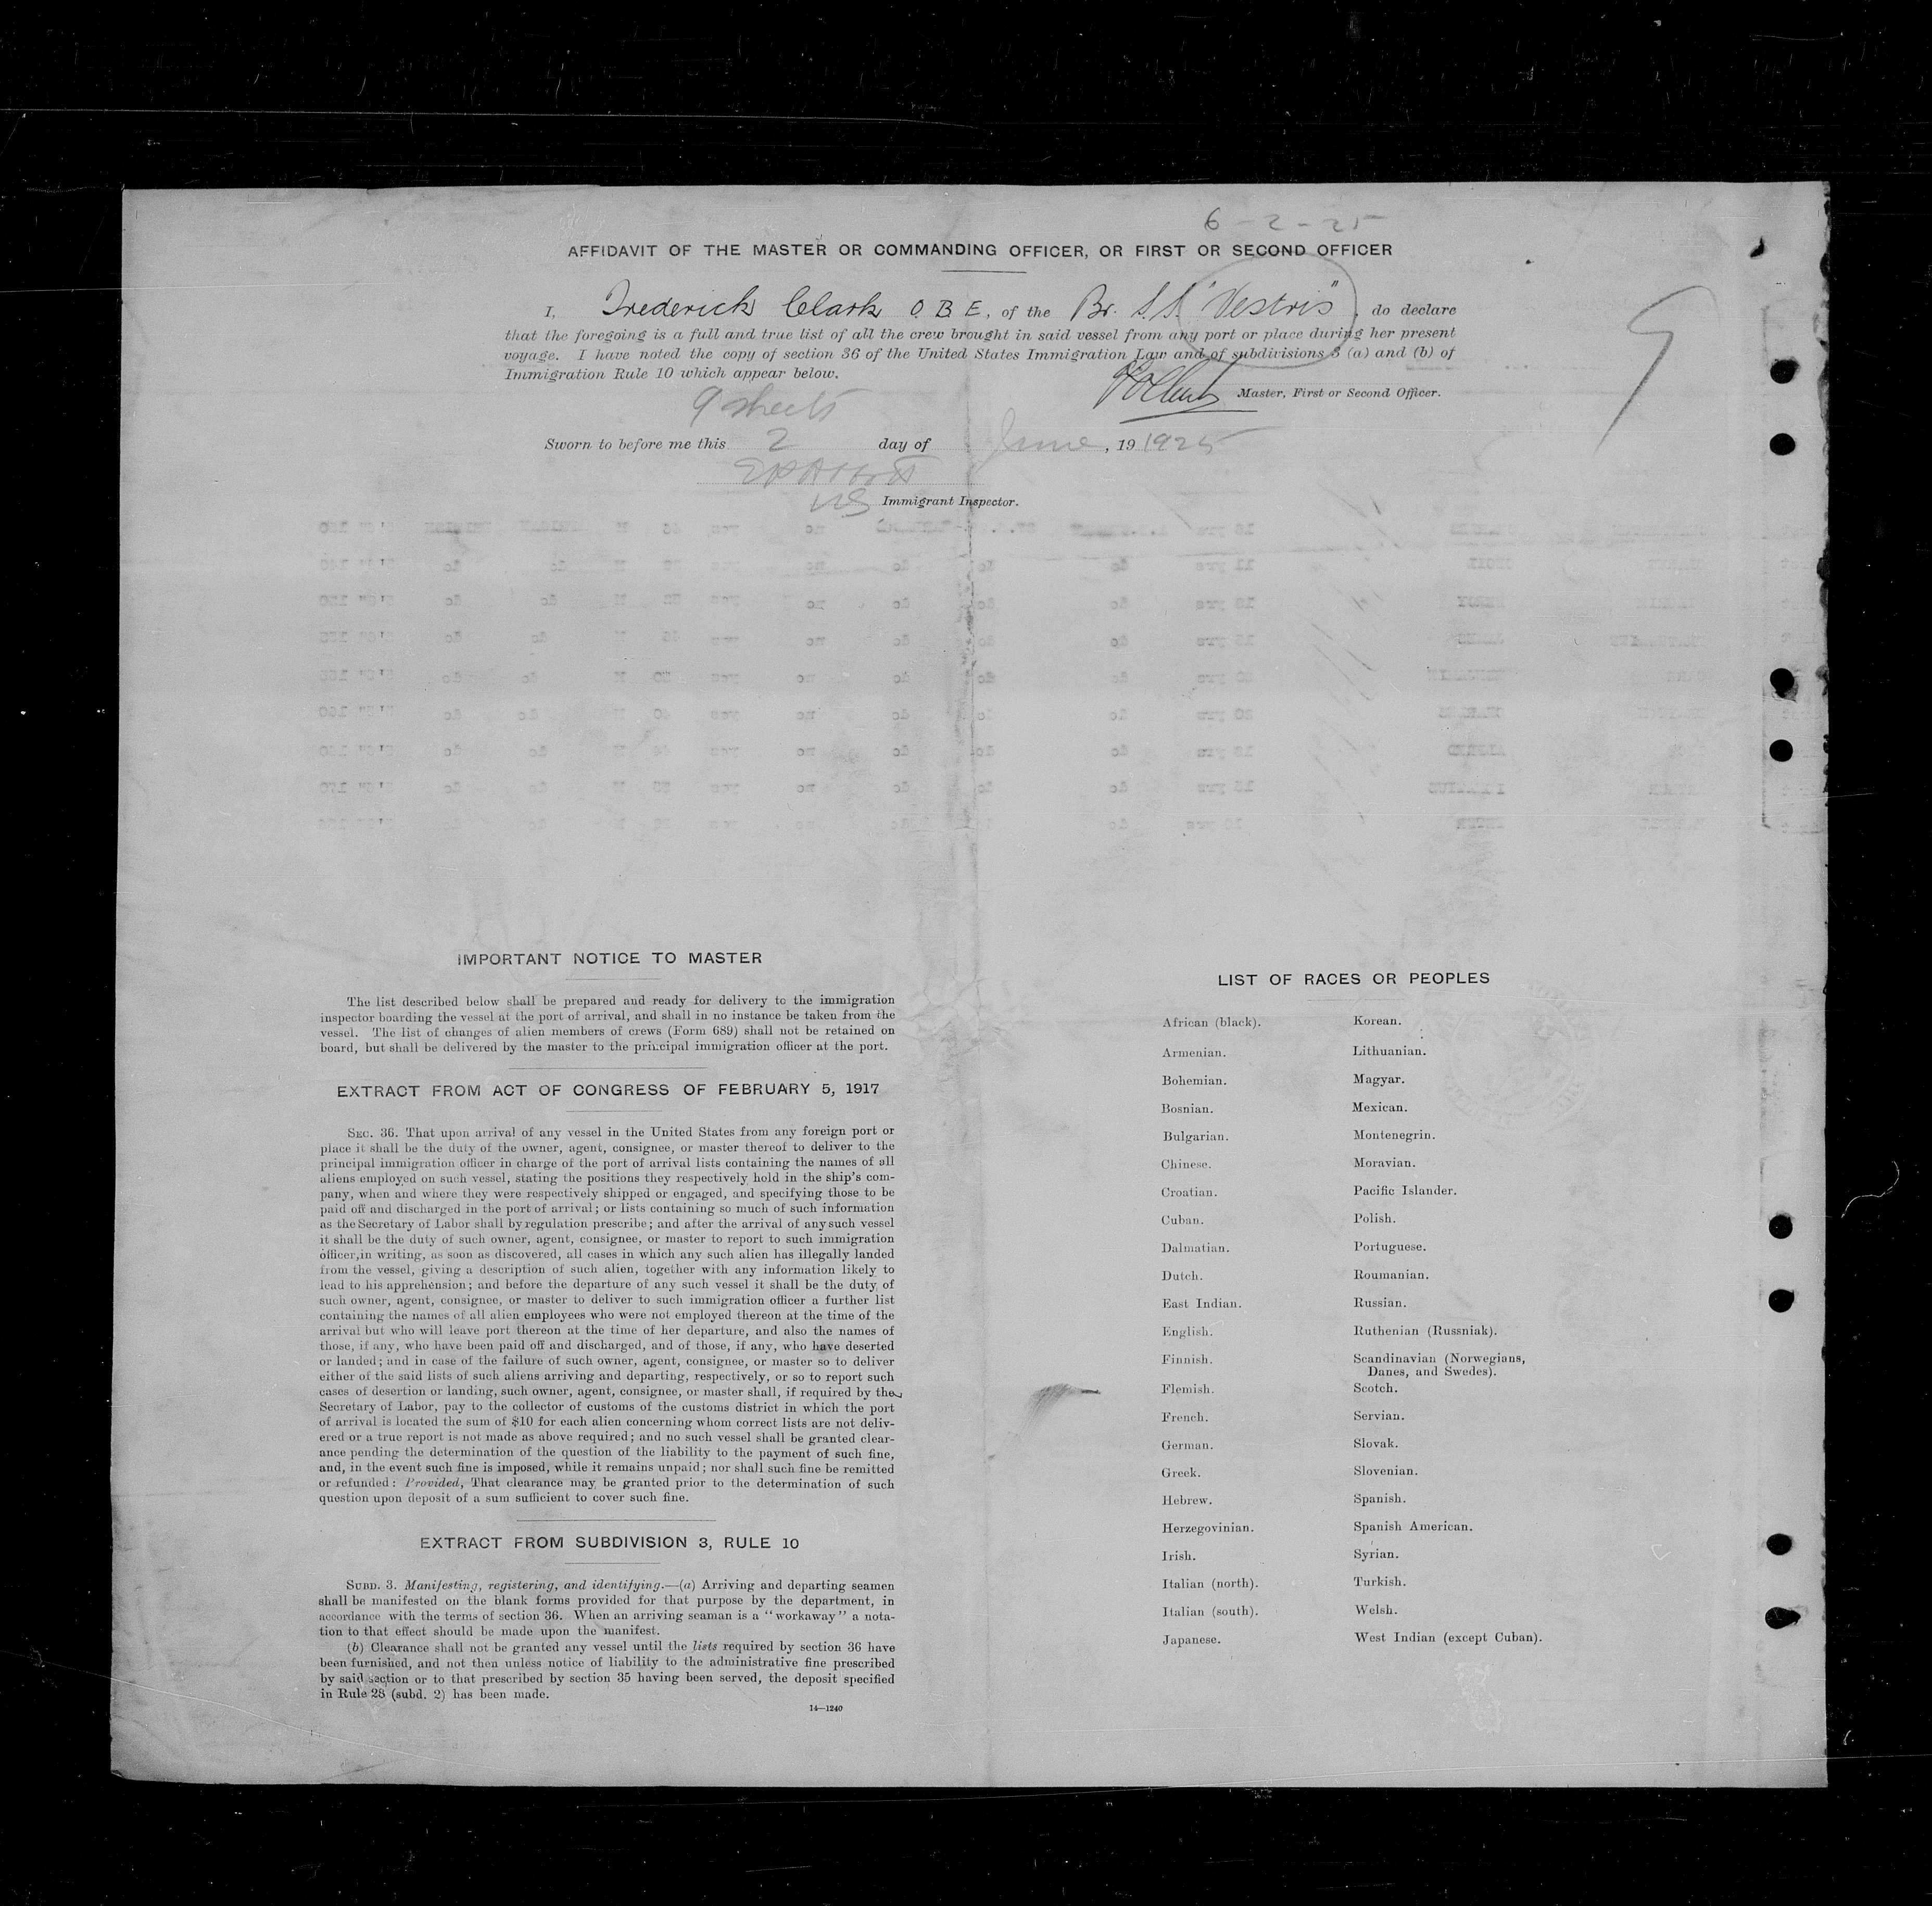 6-2-25
AFFIDAVIT OF THE MASTER OR COMMANDING OFFICER, OR FIRST OR SECOND OFFICER
I, Frederick Clark O.B.E, of the Br. S.S. "Vestris", do declare
that the foregoing is a full and true list of all the crew brought in said vessel from any port or place during her present
voyage. I have noted the copy of section 36 of the United States Immigration Law and of subdivisions 3 (a) and (b) of
Immigration Rule 10 which appear below.
Master, First or Second Officer.
9 sheets
Sworn to before me this 2 day of June, 19 1925
Immigrant Inspector.
IMPORTANT NOTICE TO MASTER
The list described below shall be prepared and ready for delivery to the immigration
inspector boarding the vessel at the port of arrival, and shall in no instance be taken from the
vessel. The list of changes of alien members of crews (Form 689) shall not be retained on
board, but shall be delivered by the master to the principal immigration officer at the port.
EXTRACT FROM ACT OF CONGRESS OF FEBRUARY 5, 1917
SEC. 36. That upon arrival of any vessel in the United States from any foreign port or
place it shall be the duty of the owner, agent, consignee, or master thereof to deliver to the
principal immigration officer in charge of the port of arrival lists containing the names of all
aliens employed on such vessel, stating the positions they respectively hold in the ship's com-
pany, when and where they were respectively shipped or engaged, and specifying those to be
paid off and discharged in the port of arrival; or lists containing so much of such information
as the Secretary of Labor shall by regulation prescribe; and after the arrival of any such vessel
it shall be the duty of such owner, agent, consignee, or master to report to such immigration
officer, in writing, as soon as discovered, all cases in which any such alien has illegally landed
from the vessel, giving a description of such alien, together with any information likely to
lead to his apprehension; and before the departure of any such vessel it shall be the duty of
such owner, agent, consignee, or master to deliver to such immigration officer a further list
containing the names of all alien employees who were not employed thereon at the time of the
arrival but who will leave port thereon at the time of her departure, and also the names of
those, if any, who have been paid off and discharged, and of those, if any, who have deserted
or landed; and in case of the failure of such owner, agent, consignee, or master so to deliver
either of the said lists of such aliens arriving and departing, respectively, or so to report such
cases of desertion or landing, such owner, agent, consignee, or master shall, if required by the
Secretary of Labor, pay to the collector of customs of the customs district in which the port
of arrival is located the sum of $10 for each alien concerning whom correct lists are not deliv-
ered or a true report is not made as above required; and no such vessel shall be granted clear-
ance pending the determination of the question of the liability to the payment of such fine,
and, in the event such fine is imposed, while it remains unpaid; nor shall such fine be remitted
or refunded: Provided, That clearance may be granted prior to the determination of such
question upon deposit of a sum sufficient to cover such fine.
EXTRACT FROM SUBDIVISION 3, RULE 10
SUBD. 3. Manifesting, registering, and identifying.—(a) Arriving and departing seamen
shall be manifested on the blank forms provided for that purpose by the department, in
accordance with the terms of section 36. When an arriving seaman is a "workaway" a nota-
tion to that effect should be made upon the manifest.
(b) Clearance shall not be granted any vessel until the lists required by section 36 have
been furnished, and not then unless notice of liability to the administrative fine prescribed
by said section or to that prescribed by section 35 having been served, the deposit specified
in Rule 28 (subd. 2) has been made.
14—1240
LIST OF RACES OR PEOPLES
African (black).
Armenian.
Bohemian.
Bosnian.
Bulgarian.
Chinese.
Croatian.
Cuban.
Dalmatian.
Dutch.
East Indian.
English.
Finnish.
Flemish.
French.
German.
Greek.
Hebrew.
Herzegovinian.
Irish.
Italian (north).
Italian (south).
Japanese.
Korean.
Lithuanian.
Magyar.
Mexican.
Montenegrin.
Moravian.
Pacific Islander.
Polish.
Portuguese.
Roumanian.
Russian.
Ruthenian (Russniak).
Scandinavian (Norwegians,
Danes, and Swedes).
Scotch.
Servian.
Slovak.
Slovenian.
Spanish.
Spanish American.
Syrian.
Turkish.
Welsh.
West Indian (except Cuban).